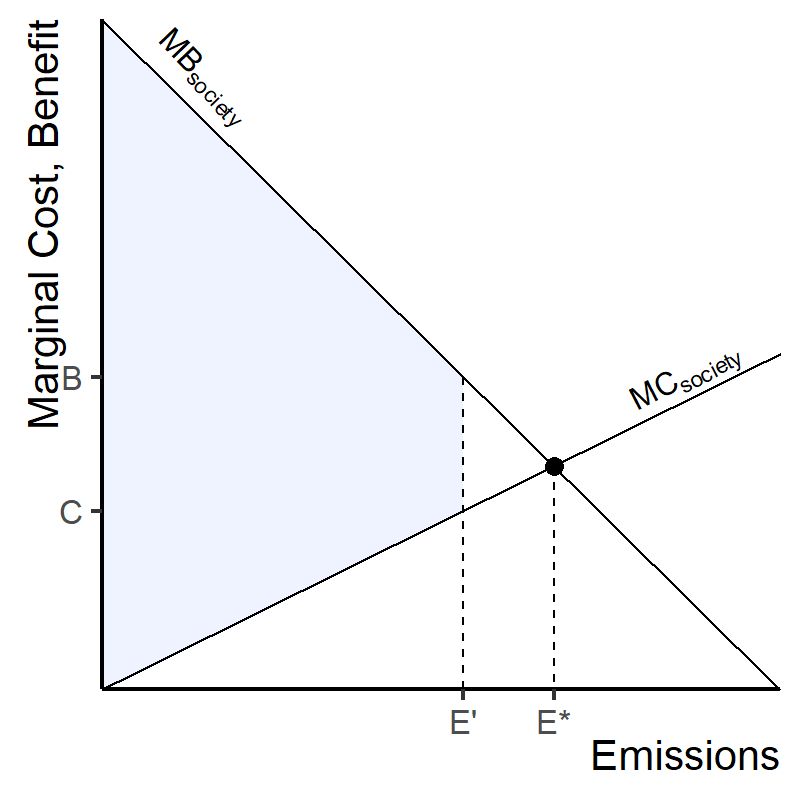 Marginal Cost, Benefit
MBsociety
B
MCsociety
C
E' E*
Emissions